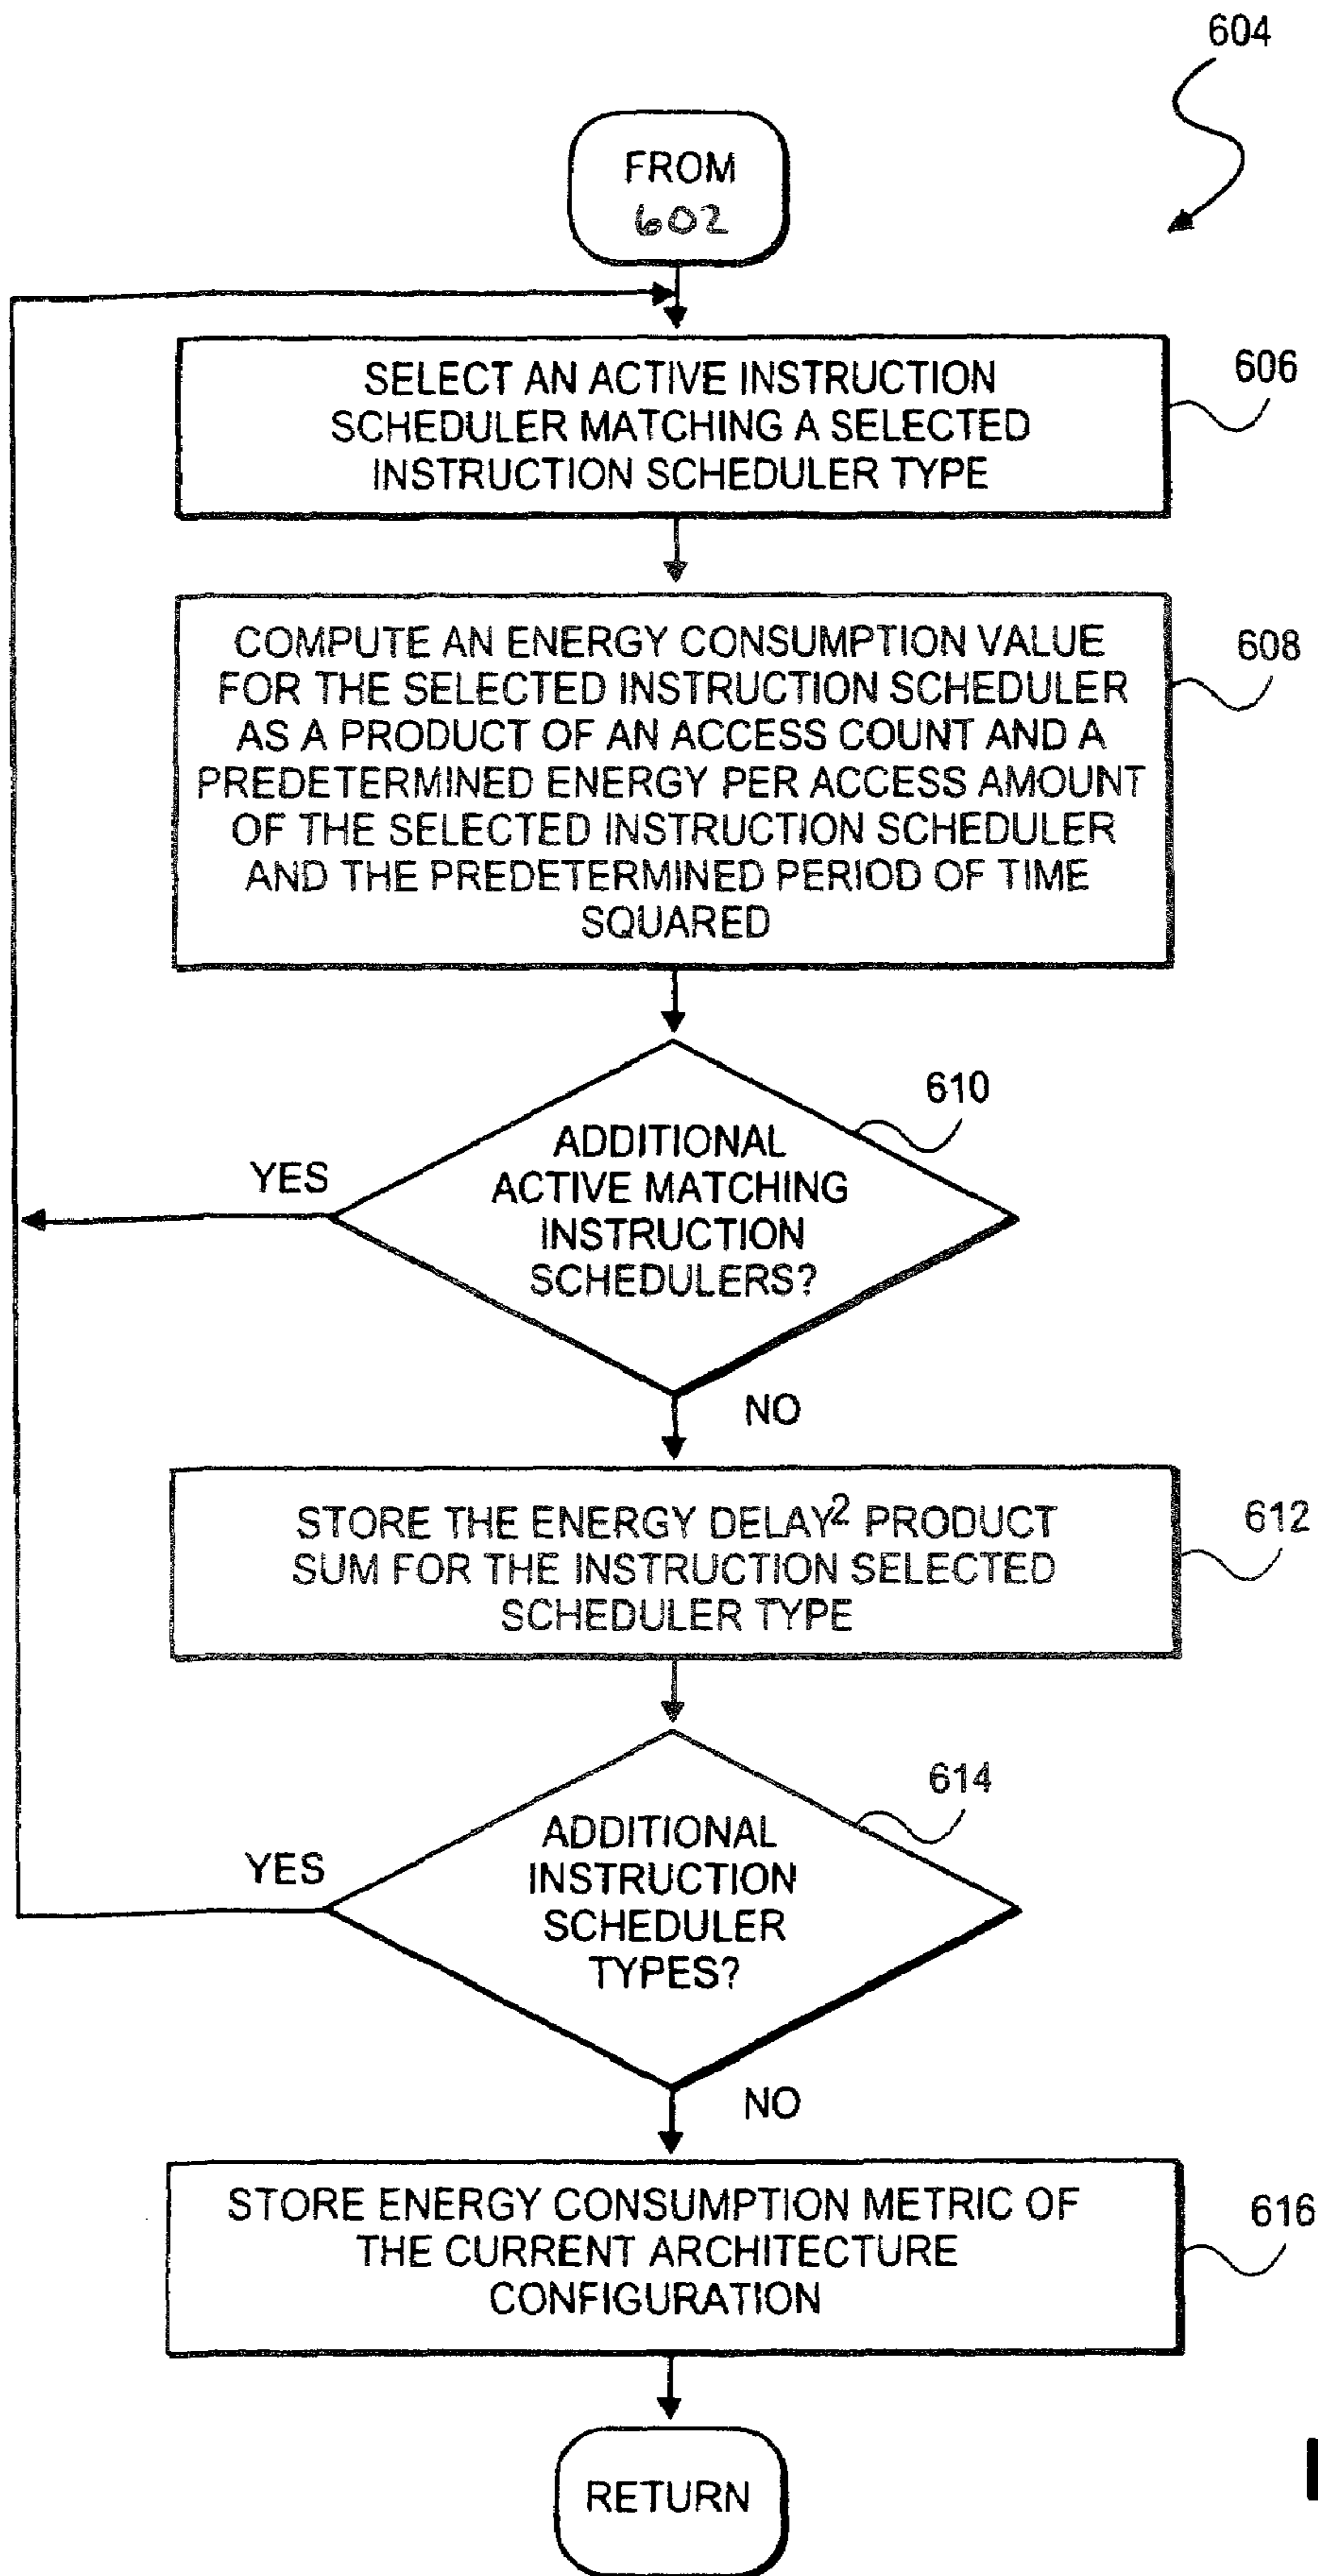 604
FROM
602
SELECT AN ACTIVE INSTRUCTION
SCHEDULER MATCHING A SELECTED
INSTRUCTION SCHEDULER TYPE
606
COMPUTE AN ENERGY CONSUMPTION VALUE
FOR THE SELECTED INSTRUCTION SCHEDULER
AS A PRODUCT OF AN ACCESS COUNT AND A
PREDETERMINED ENERGY PER ACCESS AMOUNT
OF THE SELECTED INSTRUCTION SCHEDULER
AND THE PREDETERMINED PERIOD OF TIME
SQUARED
608
ADDITIONAL
ACTIVE MATCHING
INSTRUCTION
SCHEDULERS?
610
YES
NO
STORE THE ENERGY DELAY² PRODUCT
SUM FOR THE INSTRUCTION SELECTED
SCHEDULER TYPE
612
ADDITIONAL
INSTRUCTION
SCHEDULER
TYPES?
614
YES
NO
STORE ENERGY CONSUMPTION METRIC OF
THE CURRENT ARCHITECTURE
CONFIGURATION
616
RETURN